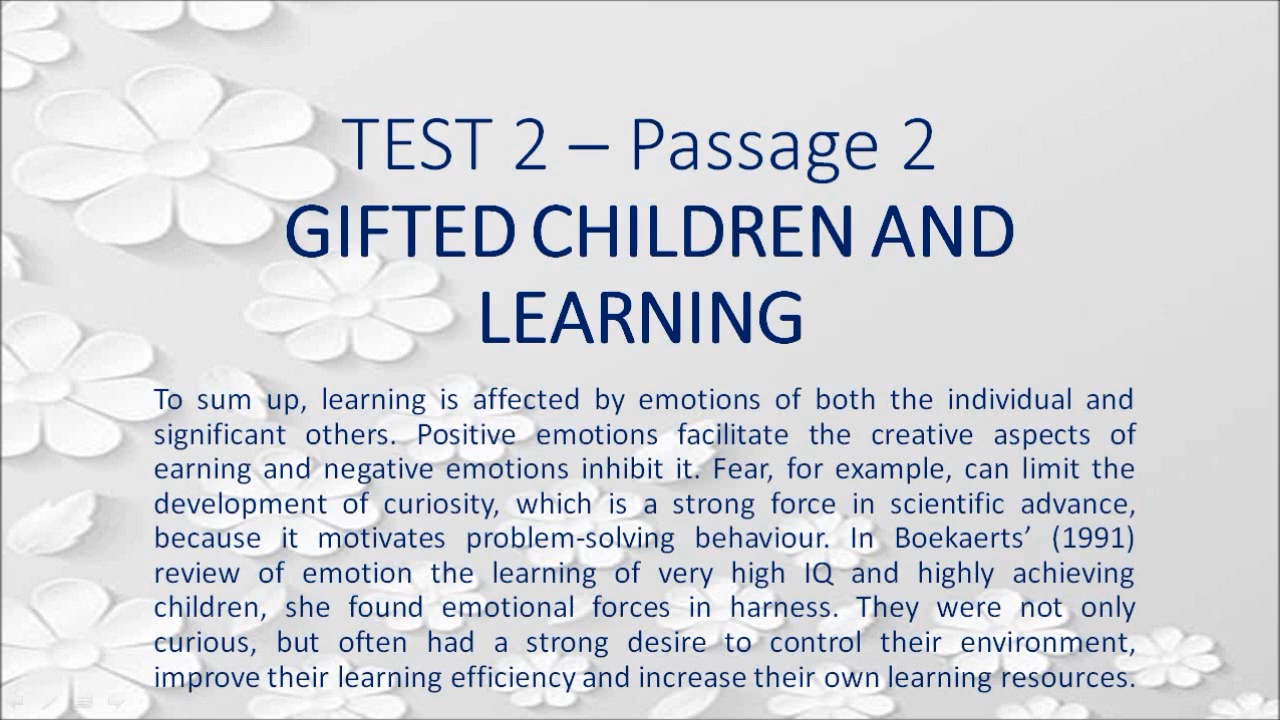 TEST 2 – Passage 2
GIFTED CHILDREN AND
LEARNING
To sum up, learning is affected by emotions of both the individual and
significant others. Positive emotions facilitate the creative aspects of
earning and negative emotions inhibit it. Fear, for example, can limit the
development of curiosity, which is a strong force in scientific advance,
because it motivates problem-solving behaviour. In Boekaerts’ (1991)
review of emotion the learning of very high IQ and highly achieving
children, she found emotional forces in harness. They were not only
curious, but often had a strong desire to control their environment,
improve their learning efficiency and increase their own learning resources.